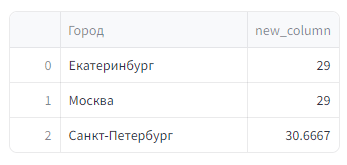 Город new_column
0 Екатеринбург 29
1 Москва 29
2 Санкт-Петербург 30.6667